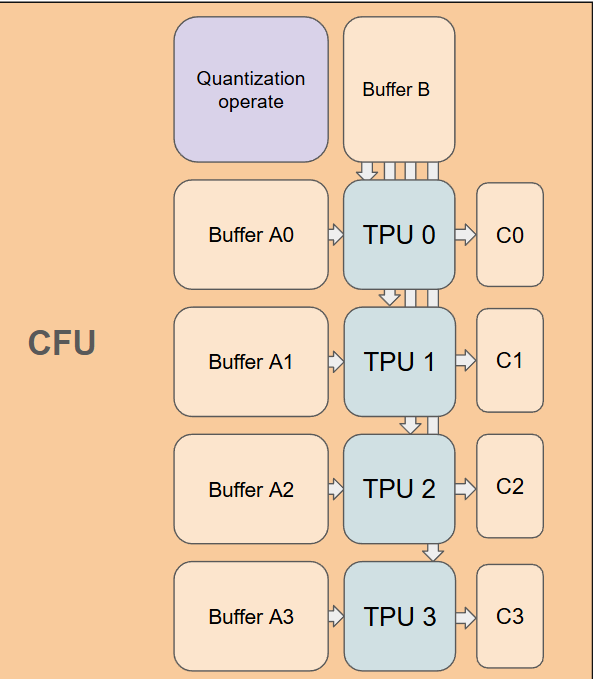 Quantization
operate
Buffer B
Buffer A0
TPU 0
C0
CFU
Buffer A1
TPU 1
C1
Buffer A2
TPU 2
C2
Buffer A3
TPU 3
C3